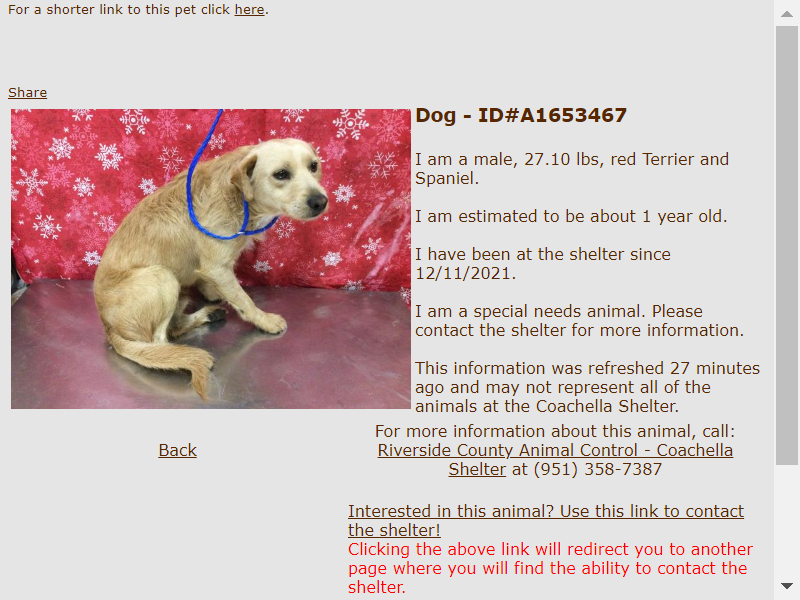 For a shorter link to this pet click here.
Share
Dog - ID#A1653467
I am a male, 27.10 lbs, red Terrier and
Spaniel.
I am estimated to be about 1 year old.
I have been at the shelter since
12/11/2021.
I am a special needs animal. Please
contact the shelter for more information.
This information was refreshed 27 minutes
ago and may not represent all of the
animals at the Coachella Shelter.
Back
For more information about this animal, call:
Riverside County Animal Control - Coachella
Shelter at (951) 358-7387
Interested in this animal? Use this link to contact
the shelter!
Clicking the above link will redirect you to another
page where you will find the ability to contact the
shelter.